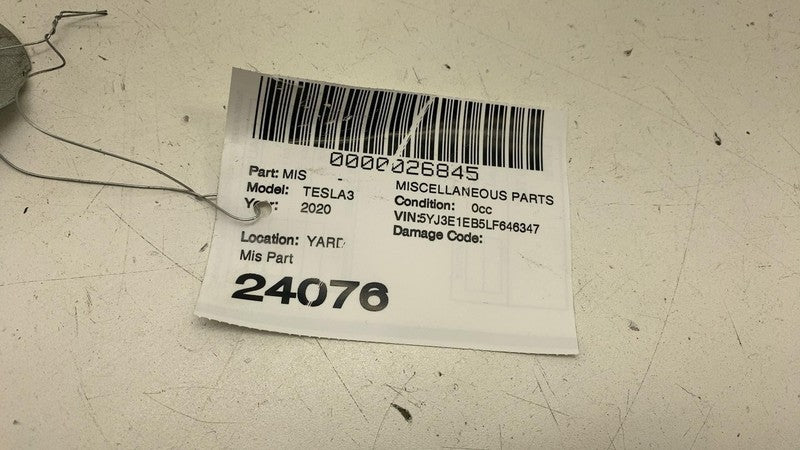 0000026845
Part: MIS
MISCELLANEOUS PARTS
Model: TESLA3
Condition: 0cc
Year: 2020
VIN:5YJ3E1EB5LF646347
Damage Code:
Location: YARD
Mis Part
24076